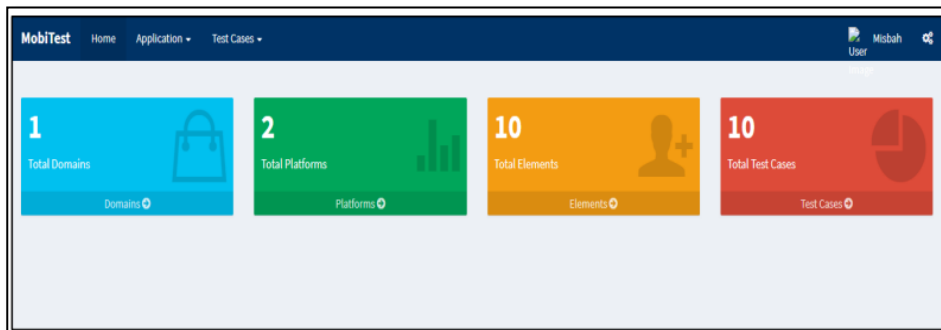 MobiTest Home Application Test Cases User Image Misbah
1 2 10 10
Total Domains Total Platforms Total Elements Total Test Cases
Domains Platforms Elements Test Cases